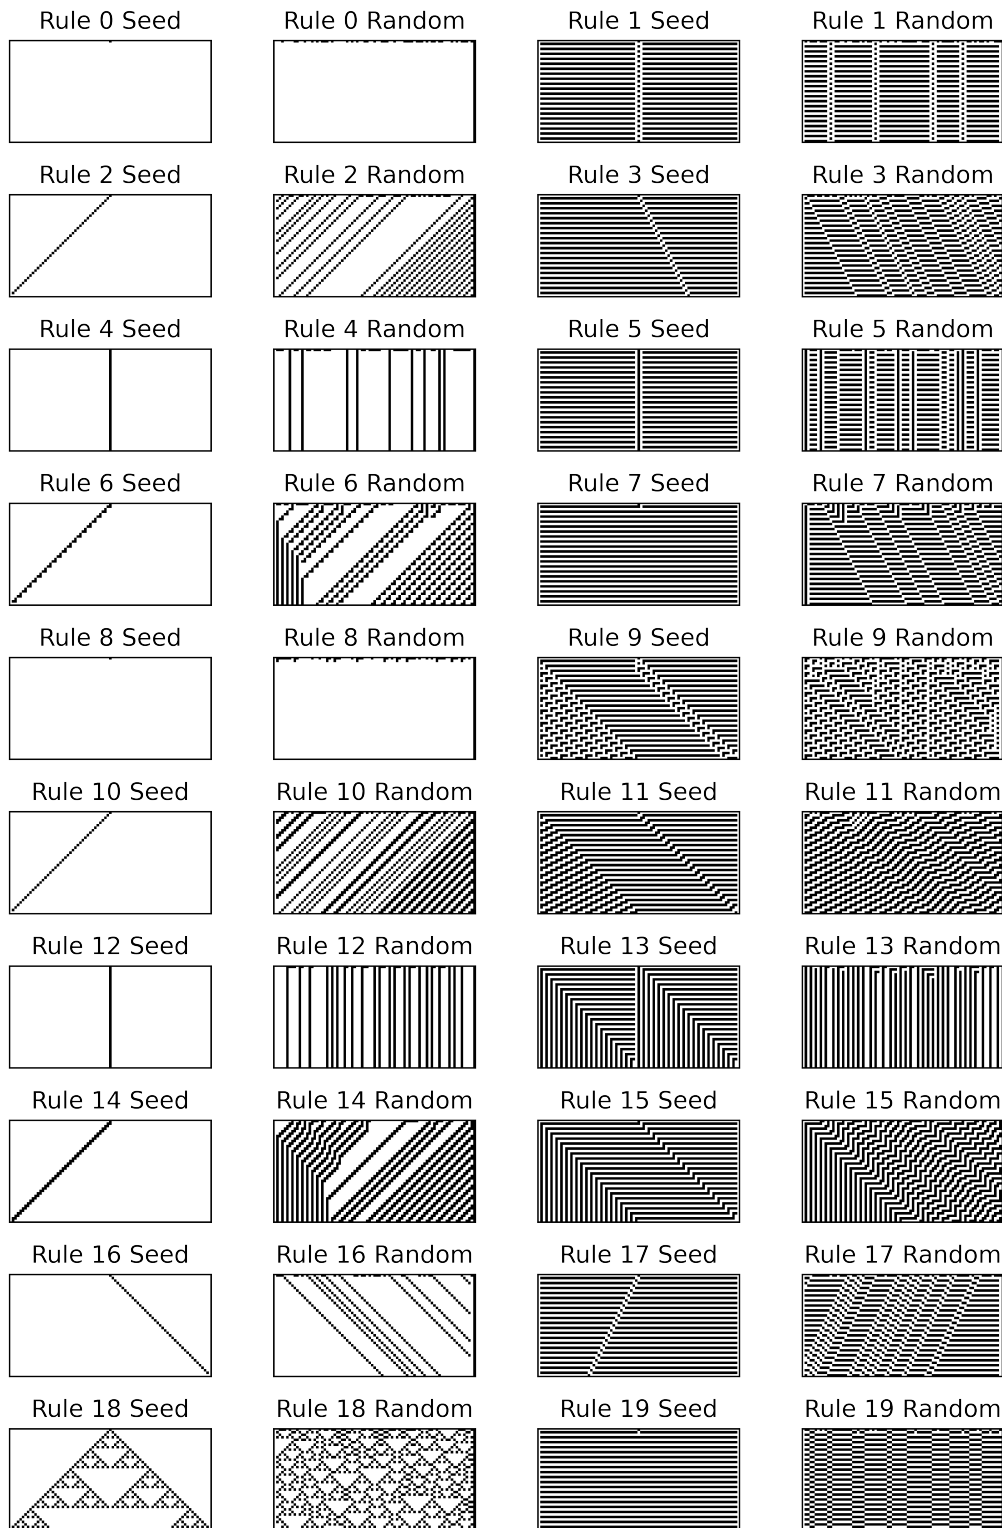 Rule 0 Seed Rule 0 Random Rule 1 Seed Rule 1 Random
Rule 2 Seed Rule 2 Random Rule 3 Seed Rule 3 Random
Rule 4 Seed Rule 4 Random Rule 5 Seed Rule 5 Random
Rule 6 Seed Rule 6 Random Rule 7 Seed Rule 7 Random
Rule 8 Seed Rule 8 Random Rule 9 Seed Rule 9 Random
Rule 10 Seed Rule 10 Random Rule 11 Seed Rule 11 Random
Rule 12 Seed Rule 12 Random Rule 13 Seed Rule 13 Random
Rule 14 Seed Rule 14 Random Rule 15 Seed Rule 15 Random
Rule 16 Seed Rule 16 Random Rule 17 Seed Rule 17 Random
Rule 18 Seed Rule 18 Random Rule 19 Seed Rule 19 Random